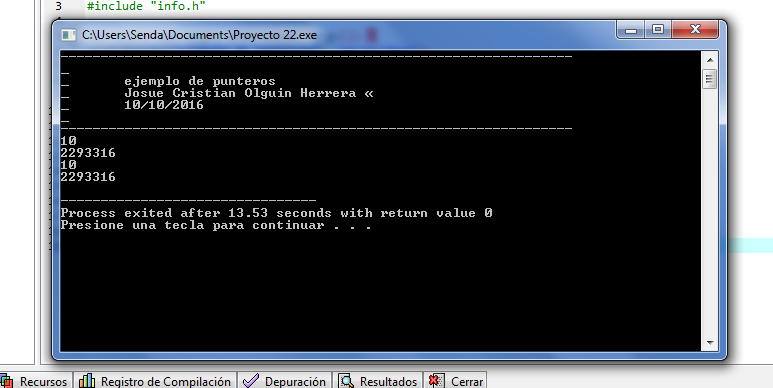 3 #include "info.h"
C:\Users\Senda\Documents\Proyecto 22.exe
ejemplo de punteros
Josue Cristian Olguin Herrera «
10/10/2016
10
2293316
10
2293316
--------------------------------
Process exited after 13.53 seconds with return value 0
Presione una tecla para continuar . . .
Recursos Registro de Compilación Depuración Resultados Cerrar